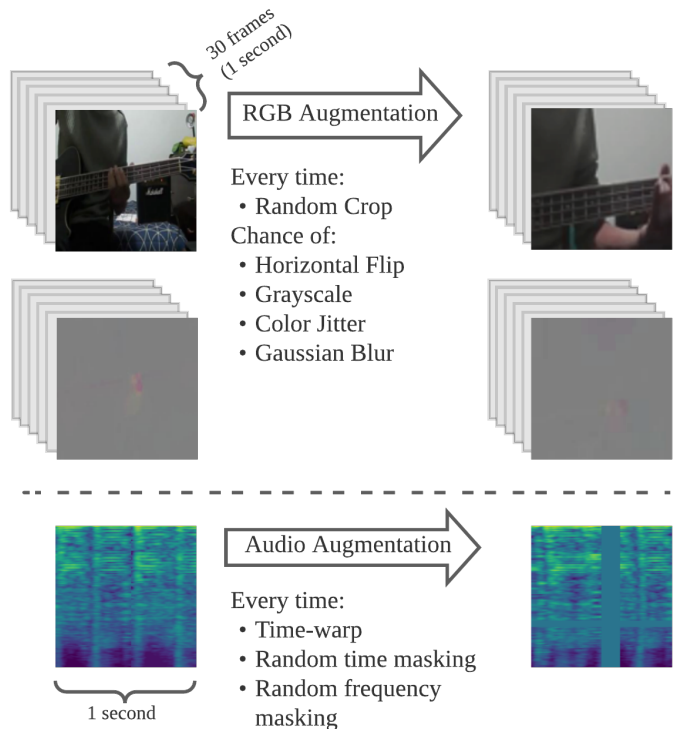 30 frames
(1 second)
RGB Augmentation
Every time:
• Random Crop
Chance of:
• Horizontal Flip
• Grayscale
• Color Jitter
• Gaussian Blur
Audio Augmentation
Every time:
• Time-warp
• Random time masking
• Random frequency
masking
1 second